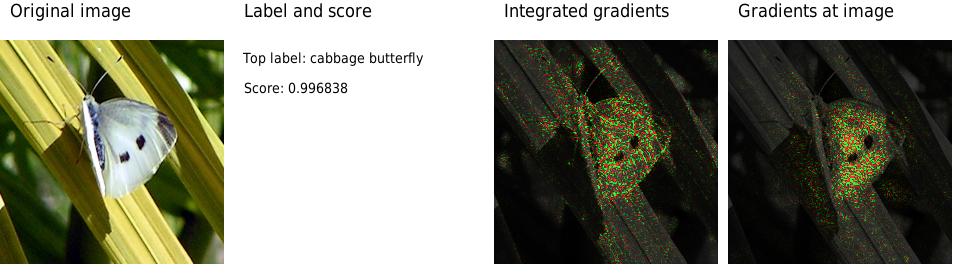 Original image
Label and score
Integrated gradients
Gradients at image
Top label: cabbage butterfly
Score: 0.996838